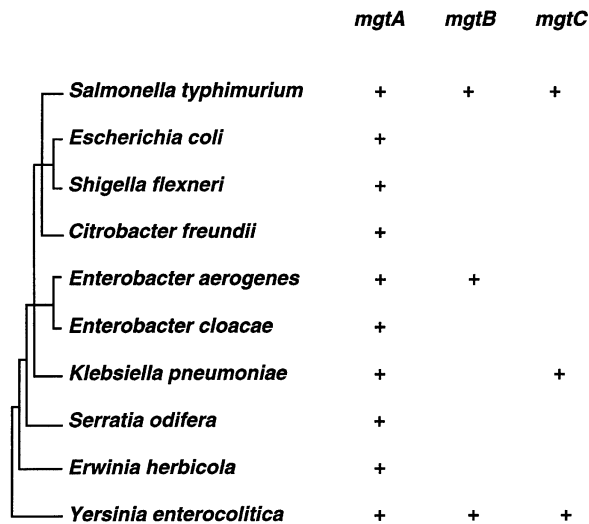 mgtA mgtB mgtC
Salmonella typhimurium + + +
Escherichia coli +
Shigella flexneri +
Citrobacter freundii +
Enterobacter aerogenes + +
Enterobacter cloacae +
Klebsiella pneumoniae + +
Serratia odifera +
Erwinia herbicola +
Yersinia enterocolitica + + +